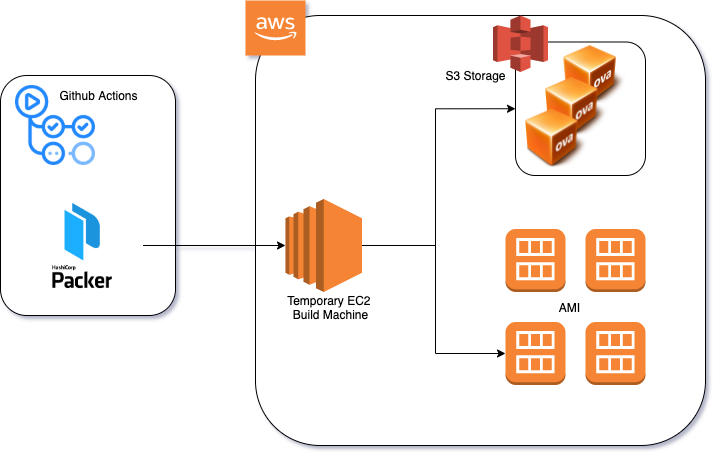 aws
S3 Storage
ova
ova
ova
Github Actions
HashiCorp
Packer
Temporary EC2
Build Machine
AMI